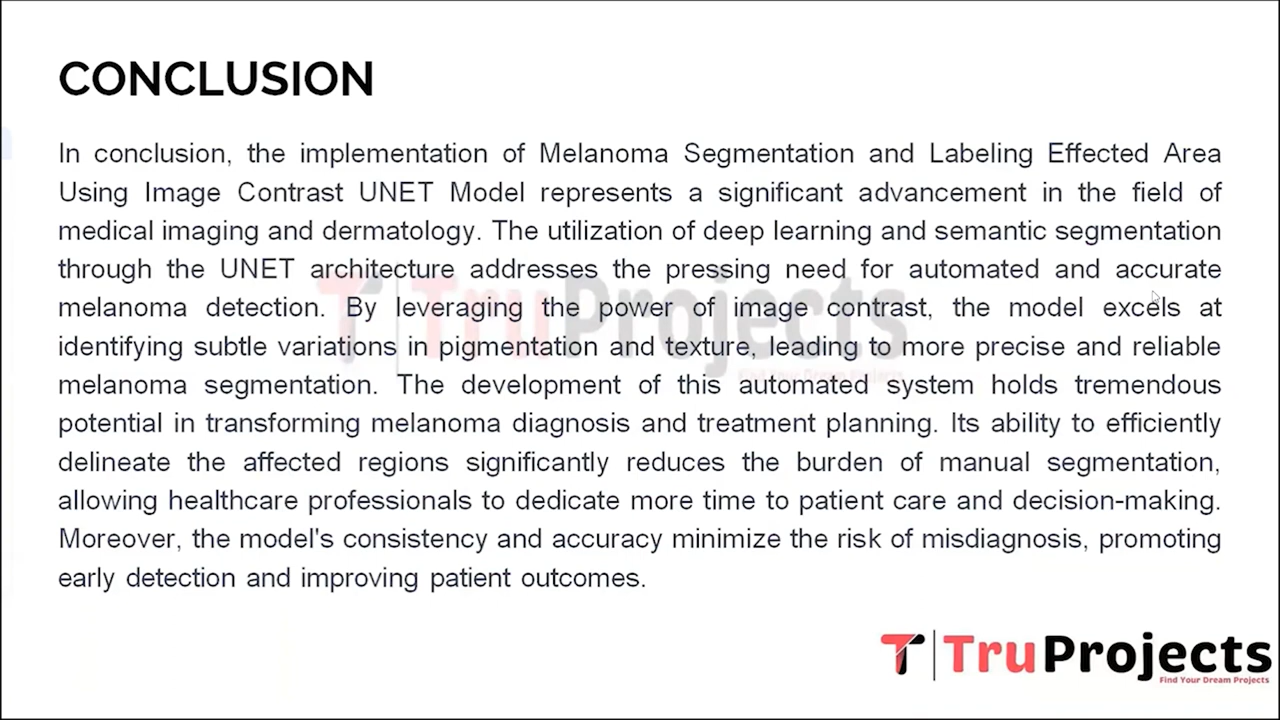 CONCLUSION
In conclusion, the implementation of Melanoma Segmentation and Labeling Effected Area
Using Image Contrast UNET Model represents a significant advancement in the field of
medical imaging and dermatology. The utilization of deep learning and semantic segmentation
through the UNET architecture addresses the pressing need for automated and accurate
melanoma detection. By leveraging the power of image contrast, the model excels at
identifying subtle variations in pigmentation and texture, leading to more precise and reliable
melanoma segmentation. The development of this automated system holds tremendous
potential in transforming melanoma diagnosis and treatment planning. Its ability to efficiently
delineate the affected regions significantly reduces the burden of manual segmentation,
allowing healthcare professionals to dedicate more time to patient care and decision-making.
Moreover, the model's consistency and accuracy minimize the risk of misdiagnosis, promoting
early detection and improving patient outcomes.
TruProjects
Find Your Dream Projects
T TruProjects
Find Your Dream Projects